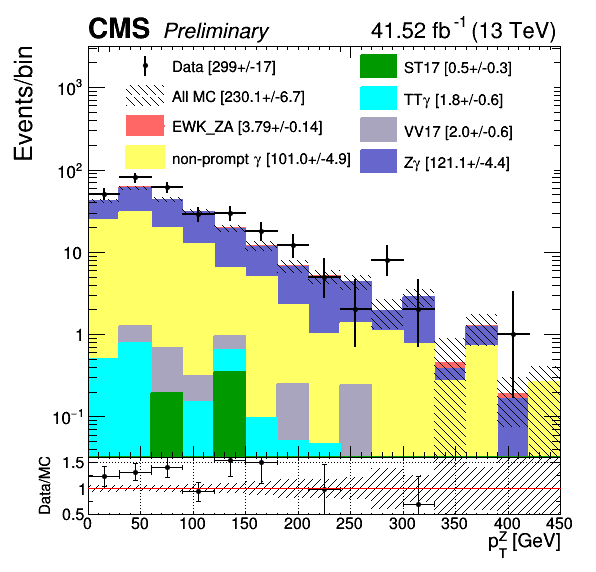 CMS Preliminary 41.52 fb⁻¹ (13 TeV)
Events/bin
Data [299+/-17]
All MC [230.1+/-6.7]
EWK_ZA [3.79+/-0.14]
non-prompt γ [101.0+/-4.9]
ST17 [0.5+/-0.3]
TTγ [1.8+/-0.6]
VV17 [2.0+/-0.6]
Zγ [121.1+/-4.4]
10³
10²
10
1
10⁻¹
Data/MC
1.5
1
0.5
0 50 100 150 200 250 300 350 400 450
p_T^Z [GeV]